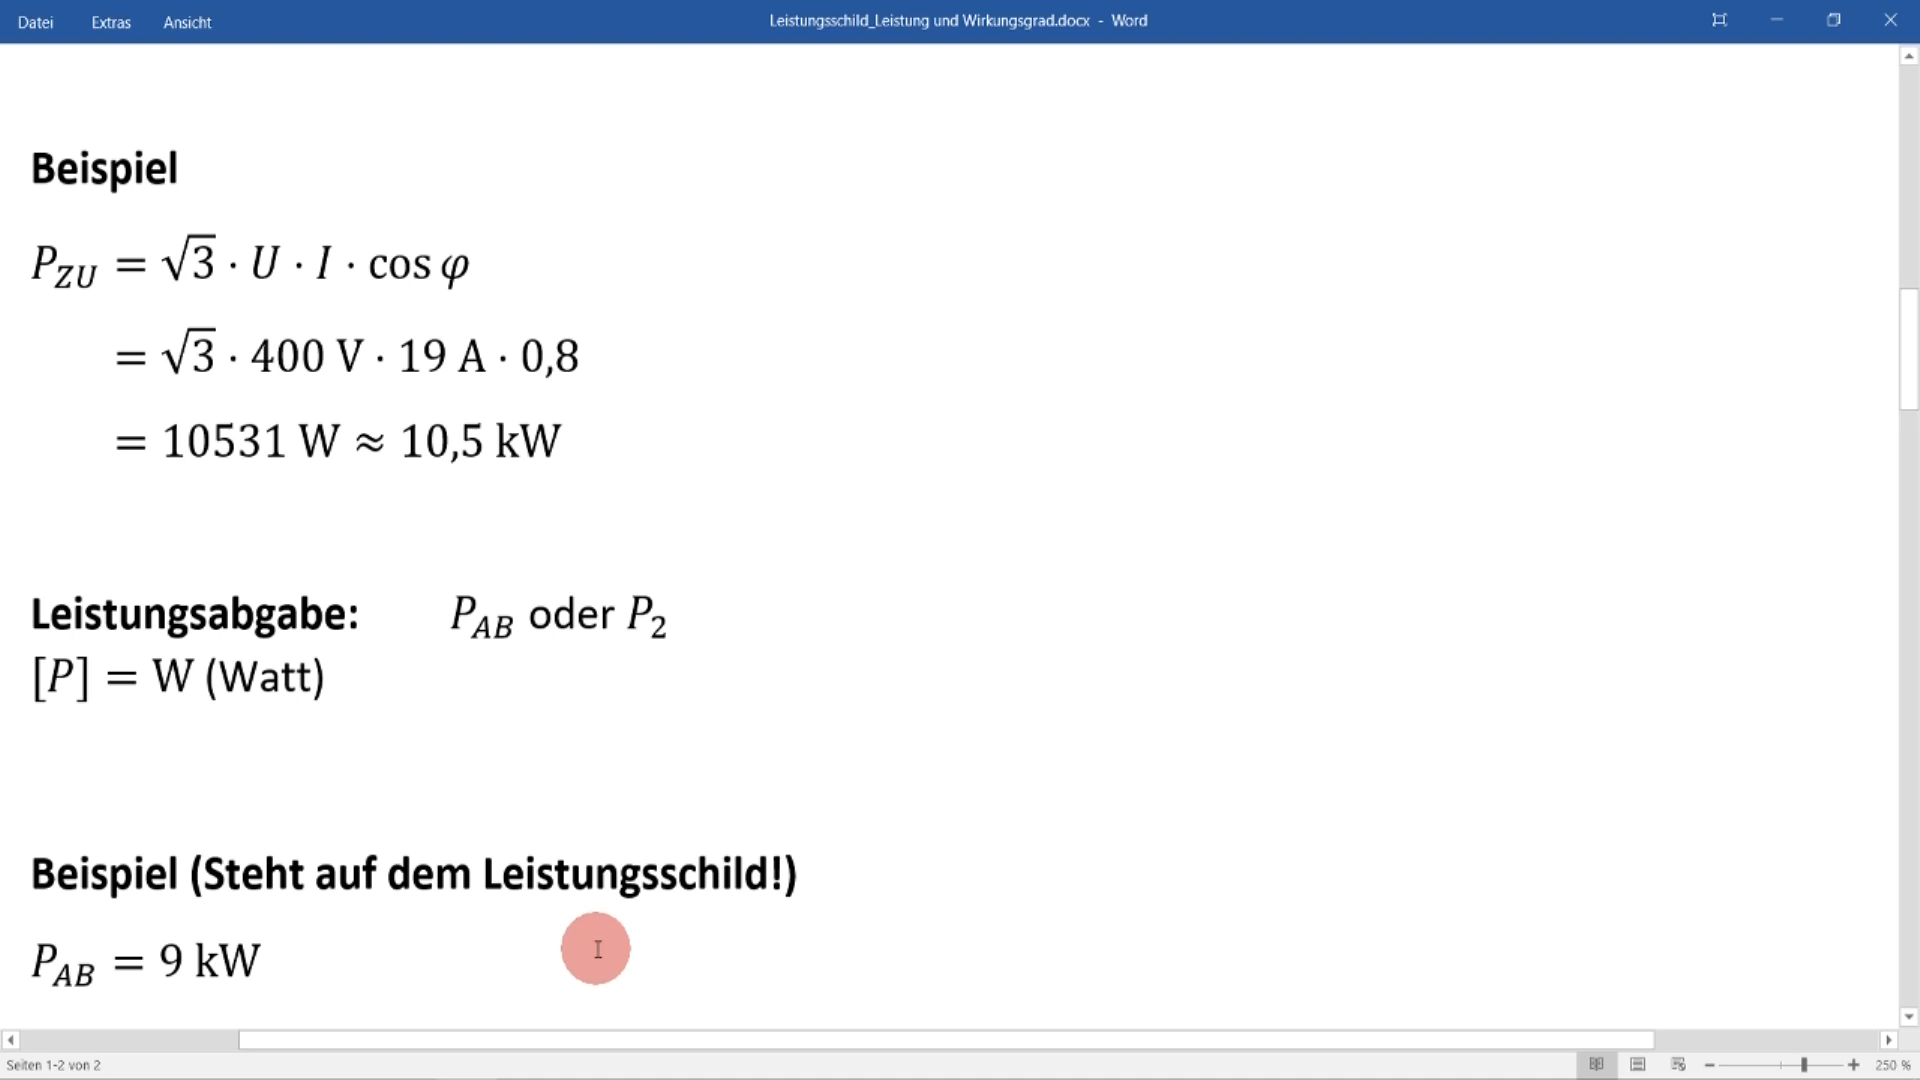 Datei Extras Ansicht Leistungsschild_Leistung und Wirkungsgrad.docx - Word
Beispiel
P_ZU = √3 · U · I · cos φ
= √3 · 400 V · 19 A · 0,8
= 10531 W ≈ 10,5 kW
Leistungsabgabe: P_AB oder P_2
[P] = W (Watt)
Beispiel (Steht auf dem Leistungsschild!)
P_AB = 9 kW
Seiten 1-2 von 2 250 %